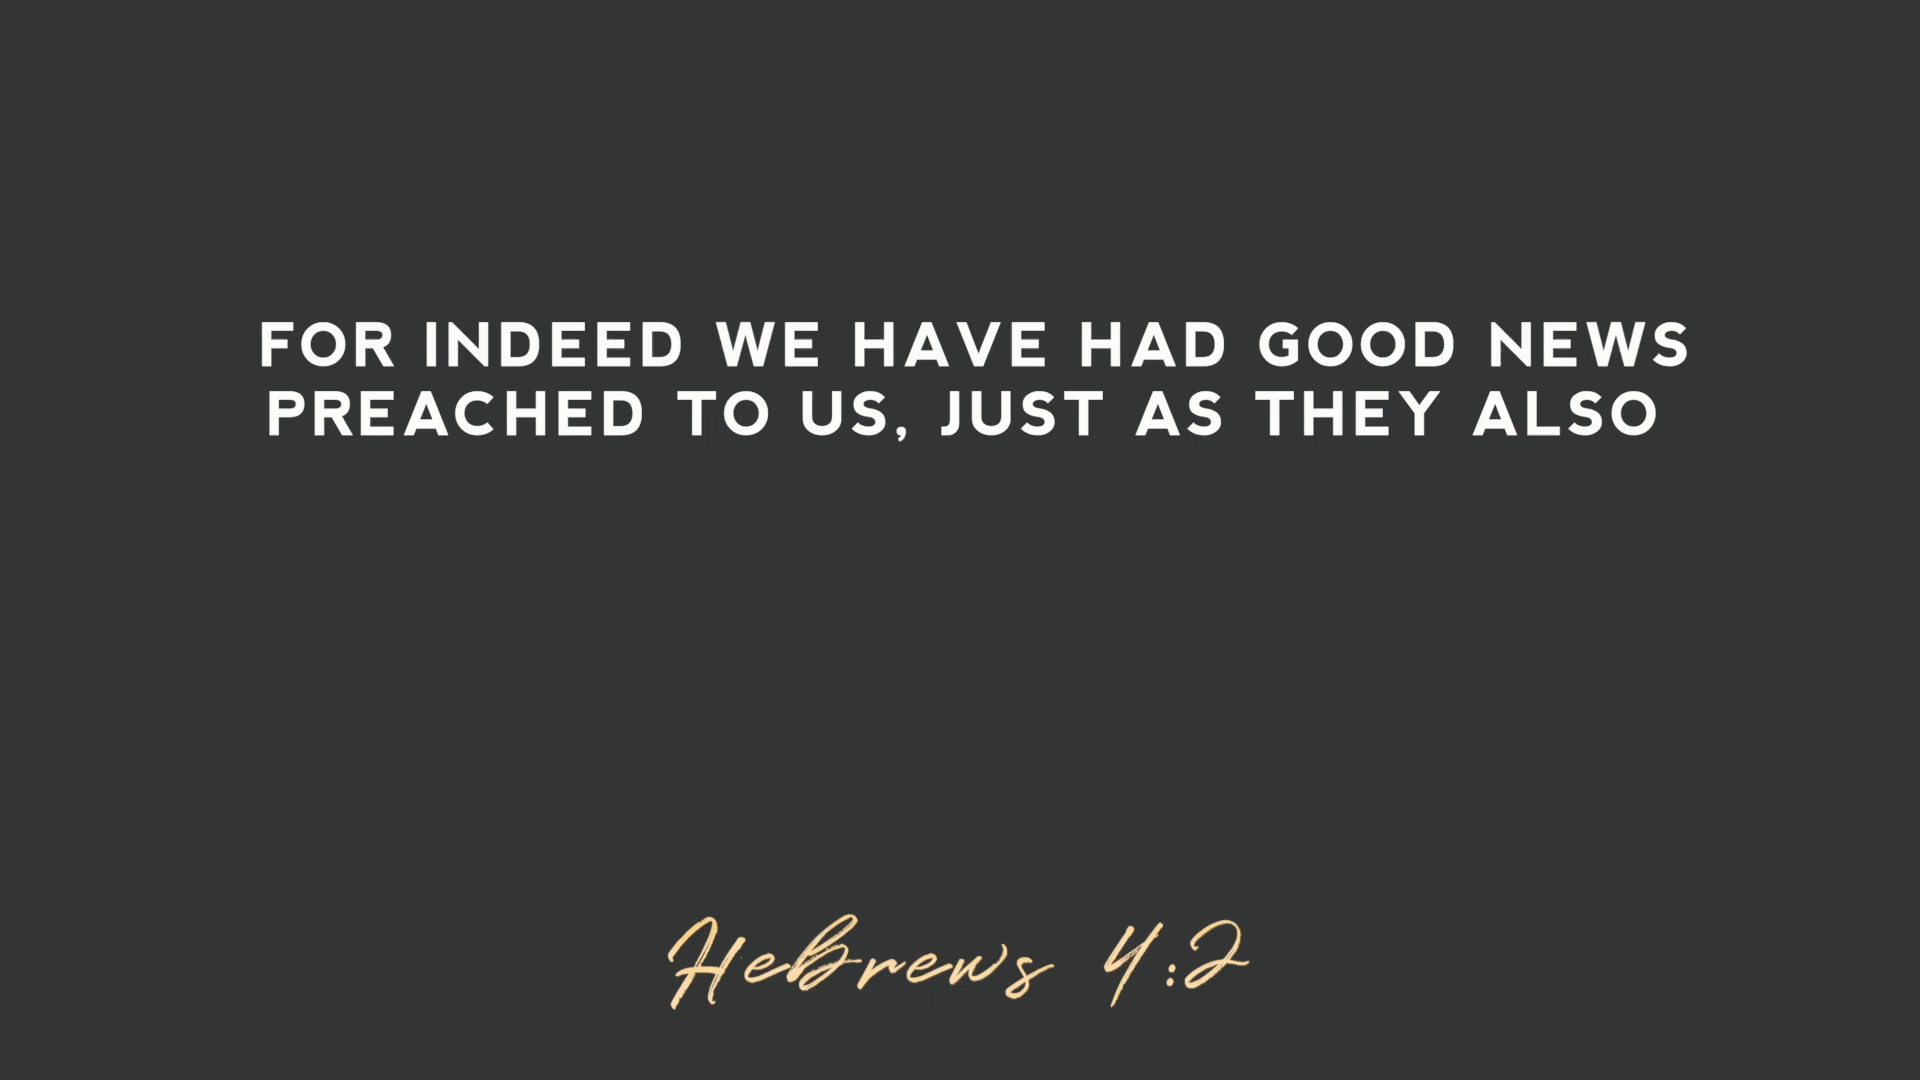 FOR INDEED WE HAVE HAD GOOD NEWS
PREACHED TO US, JUST AS THEY ALSO
Hebrews 4:2